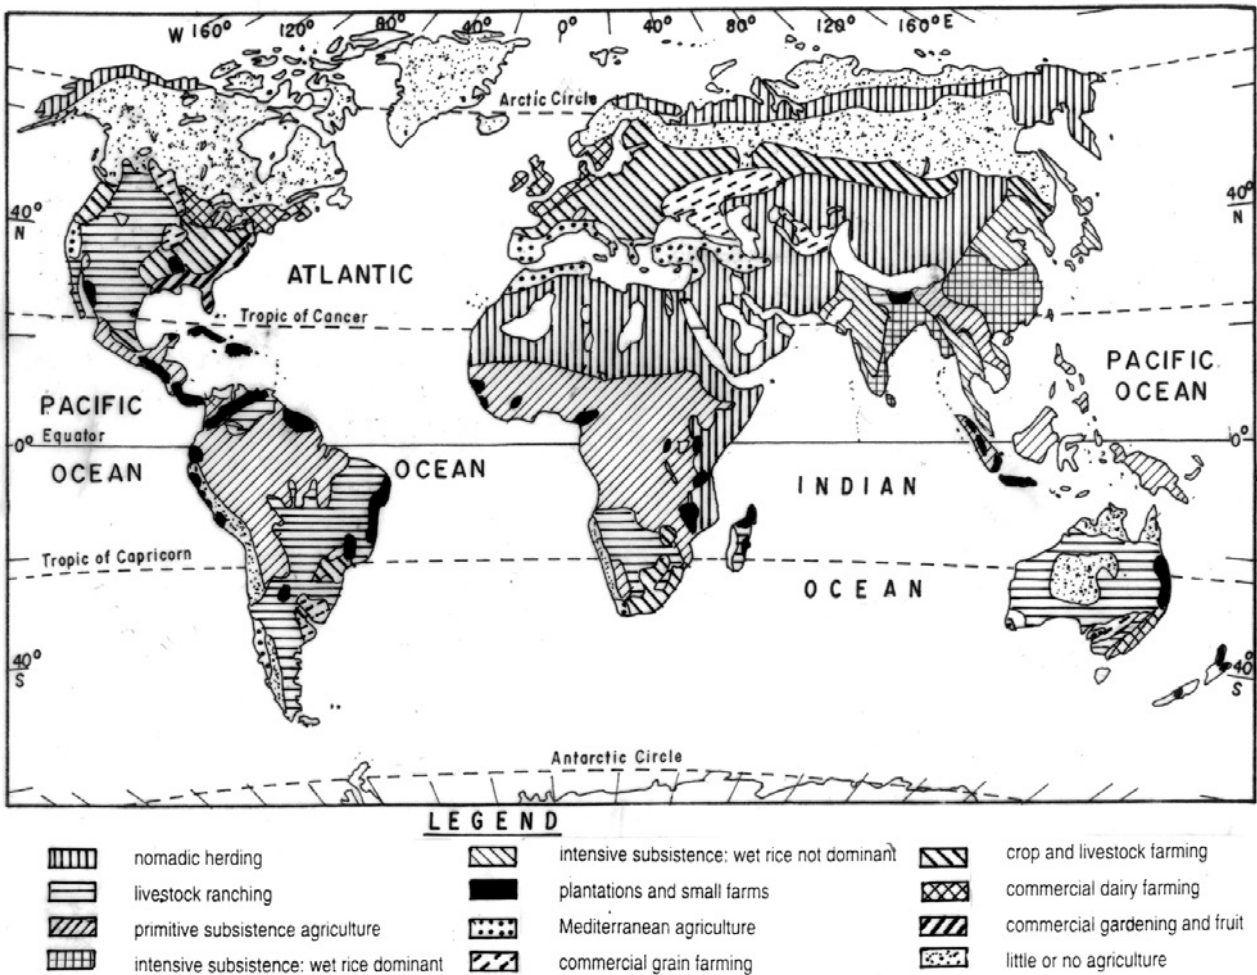 W 160° 120° 80° 40° 0° 40° 80° 120° 160° E
Arctic Circle
40°
N
40°
N
ATLANTIC
Tropic of Cancer
PACIFIC
OCEAN
PACIFIC
Equator
0°
0°
OCEAN
OCEAN
INDIAN
Tropic of Capricorn
OCEAN
40°
S
40°
S
Antarctic Circle
LEGEND
nomadic herding
livestock ranching
primitive subsistence agriculture
intensive subsistence: wet rice dominant
intensive subsistence: wet rice not dominant
plantations and small farms
Mediterranean agriculture
commercial grain farming
crop and livestock farming
commercial dairy farming
commercial gardening and fruit
little or no agriculture